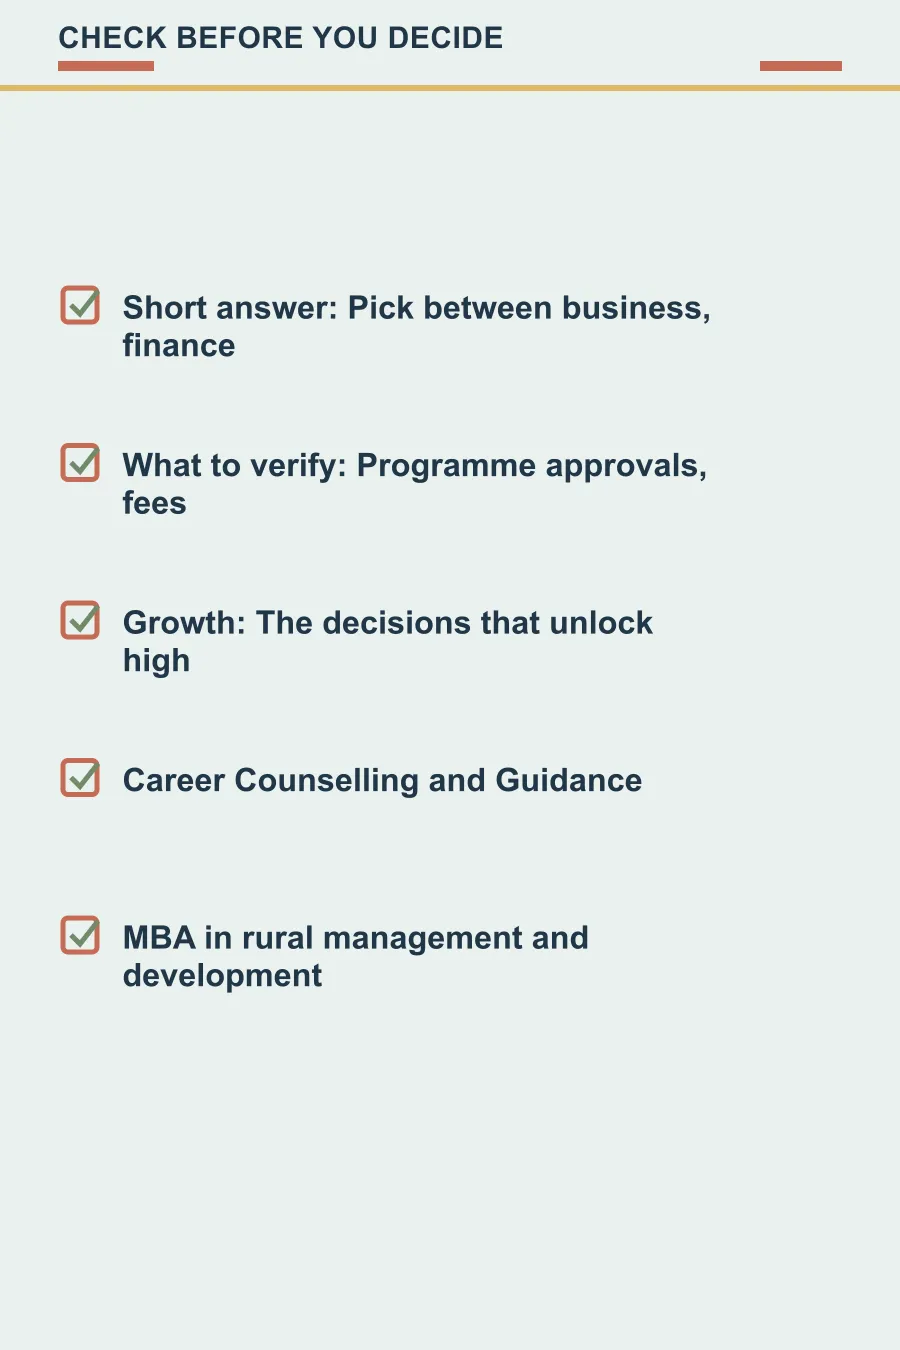 CHECK BEFORE YOU DECIDE
Short answer: Pick between business,
finance
What to verify: Programme approvals,
fees
Growth: The decisions that unlock
high
Career Counselling and Guidance
MBA in rural management and
development